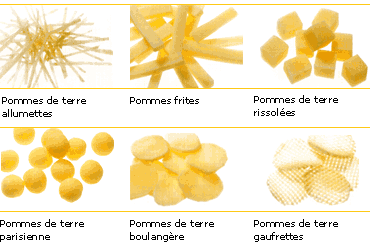 Pommes de terre
allumettes
Pommes frites
Pommes de terre
rissolées
Pommes de terre
parisienne
Pommes de terre
boulangère
Pommes de terre
gaufrettes